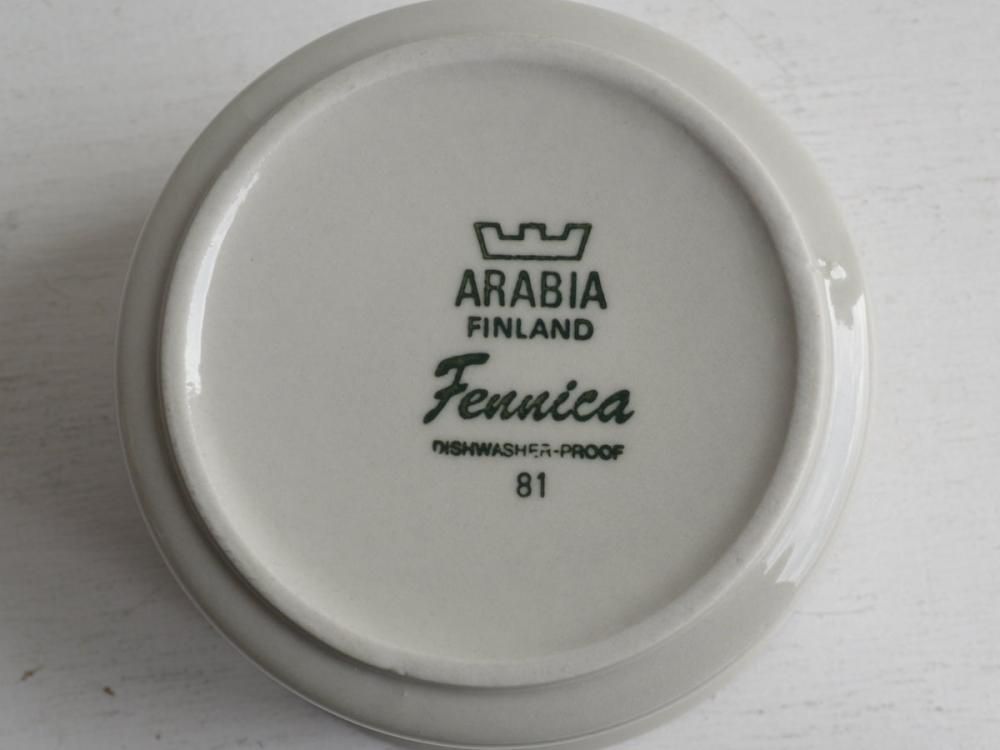 ARABIA
FINLAND
Fennica
DISHWASHER-PROOF
81